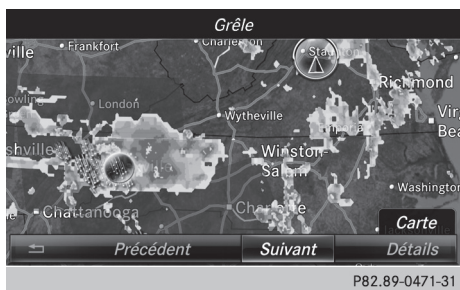 Grêle
ville
Frankfort
Charleston
Staunton
Richmond
London
Wytheville
Virg
Bea
shville
Winston-
Salem
Washington
Chattanooga
Charlotte
Carte
Précédent
Suivant
Détails
P82.89-0471-31